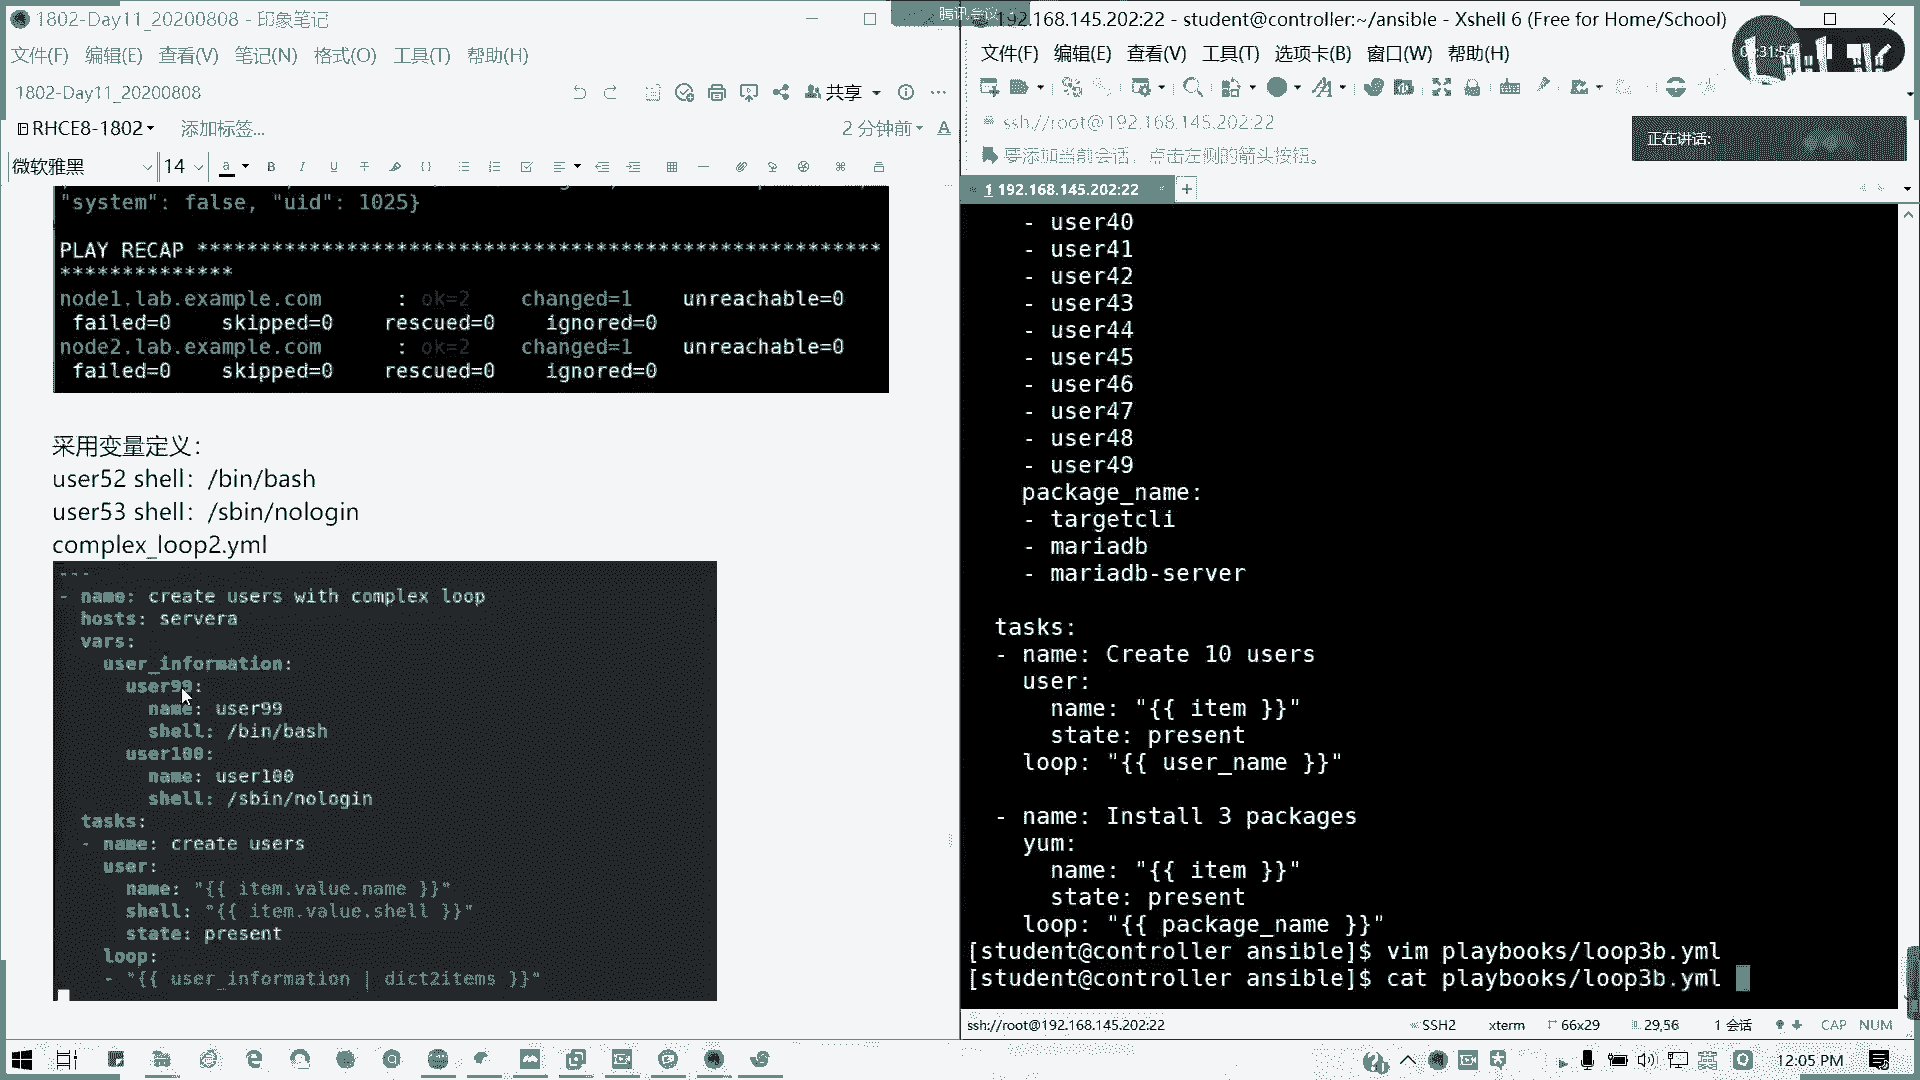 1802-Day11_20200808 - 印象笔记
文件(F) 编辑(E) 查看(V) 笔记(N) 格式(O) 工具(T) 帮助(H)
1802-Day11_20200808
共享
RHCE8-1802
添加标签...
2 分钟前
微软雅黑
14
"system": false, "uid": 1025}
PLAY RECAP *******************************************************
**************
node1.lab.example.com : ok=2 changed=1 unreachable=0
failed=0 skipped=0 rescued=0 ignored=0
node2.lab.example.com : ok=2 changed=1 unreachable=0
failed=0 skipped=0 rescued=0 ignored=0
采用变量定义：
user52 shell：/bin/bash
user53 shell：/sbin/nologin
complex_loop2.yml
---
- name: create users with complex loop
hosts: servera
vars:
user_information:
user99:
name: user99
shell: /bin/bash
user100:
name: user100
shell: /sbin/nologin
tasks:
- name: create users
user:
name: "{{ item.value.name }}"
shell: "{{ item.value.shell }}"
state: present
loop:
- "{{ user_information | dict2items }}"
腾讯会议
192.168.145.202:22 - student@controller:~/ansible - Xshell 6 (Free for Home/School)
文件(F) 编辑(E) 查看(V) 工具(T) 选项卡(B) 窗口(W) 帮助(H)
ssh://root@192.168.145.202:22
要添加当前会话，点击左侧的箭头按钮。
正在讲话:
1 192.168.145.202:22
- user40
- user41
- user42
- user43
- user44
- user45
- user46
- user47
- user48
- user49
package_name:
- targetcli
- mariadb
- mariadb-server
tasks:
- name: Create 10 users
user:
name: "{{ item }}"
state: present
loop: "{{ user_name }}"
- name: Install 3 packages
yum:
name: "{{ item }}"
state: present
loop: "{{ package_name }}"
[student@controller ansible]$ vim playbooks/loop3b.yml
[student@controller ansible]$ cat playbooks/loop3b.yml
ssh://root@192.168.145.202:22
SSH2
xterm
66x29
29,56
1 会话
CAP NUM
12:05 PM